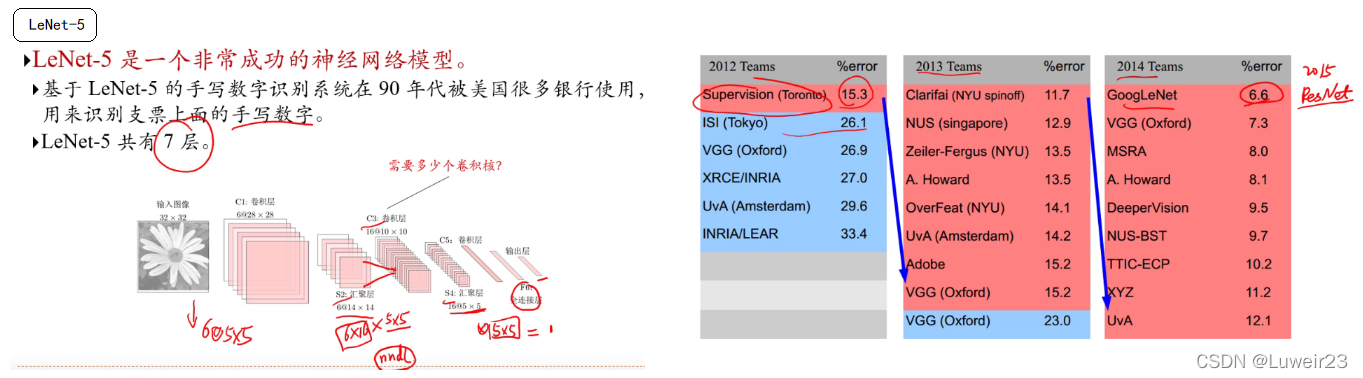 LeNet-5
LeNet-5 是一个非常成功的神经网络模型。
基于 LeNet-5 的手写数字识别系统在 90 年代被美国很多银行使用,
用来识别支票上面的手写数字。
LeNet-5 共有 7 层。
需要多少个卷积核?
输入图像
32 × 32
C1: 卷积层
6@28 × 28
C3: 卷积层
16@10 × 10
C5: 卷积层
输出层
S2: 汇聚层
6@14 × 14
S4: 汇聚层
16@5 × 5
F6:
全连接层
6@5×5
×5×5
nndl
5×5 = 1
2012 Teams %error
Supervision (Toronto) 15.3
ISI (Tokyo) 26.1
VGG (Oxford) 26.9
XRCE/INRIA 27.0
UvA (Amsterdam) 29.6
INRIA/LEAR 33.4
2013 Teams %error
Clarifai (NYU spinoff) 11.7
NUS (singapore) 12.9
Zeiler-Fergus (NYU) 13.5
A. Howard 13.5
OverFeat (NYU) 14.1
UvA (Amsterdam) 14.2
Adobe 15.2
VGG (Oxford) 15.2
VGG (Oxford) 23.0
2014 Teams %error
GoogLeNet 6.6
VGG (Oxford) 7.3
MSRA 8.0
A. Howard 8.1
DeeperVision 9.5
NUS-BST 9.7
TTIC-ECP 10.2
XYZ 11.2
UvA 12.1
2015
ResNet
CSDN @Luweir23